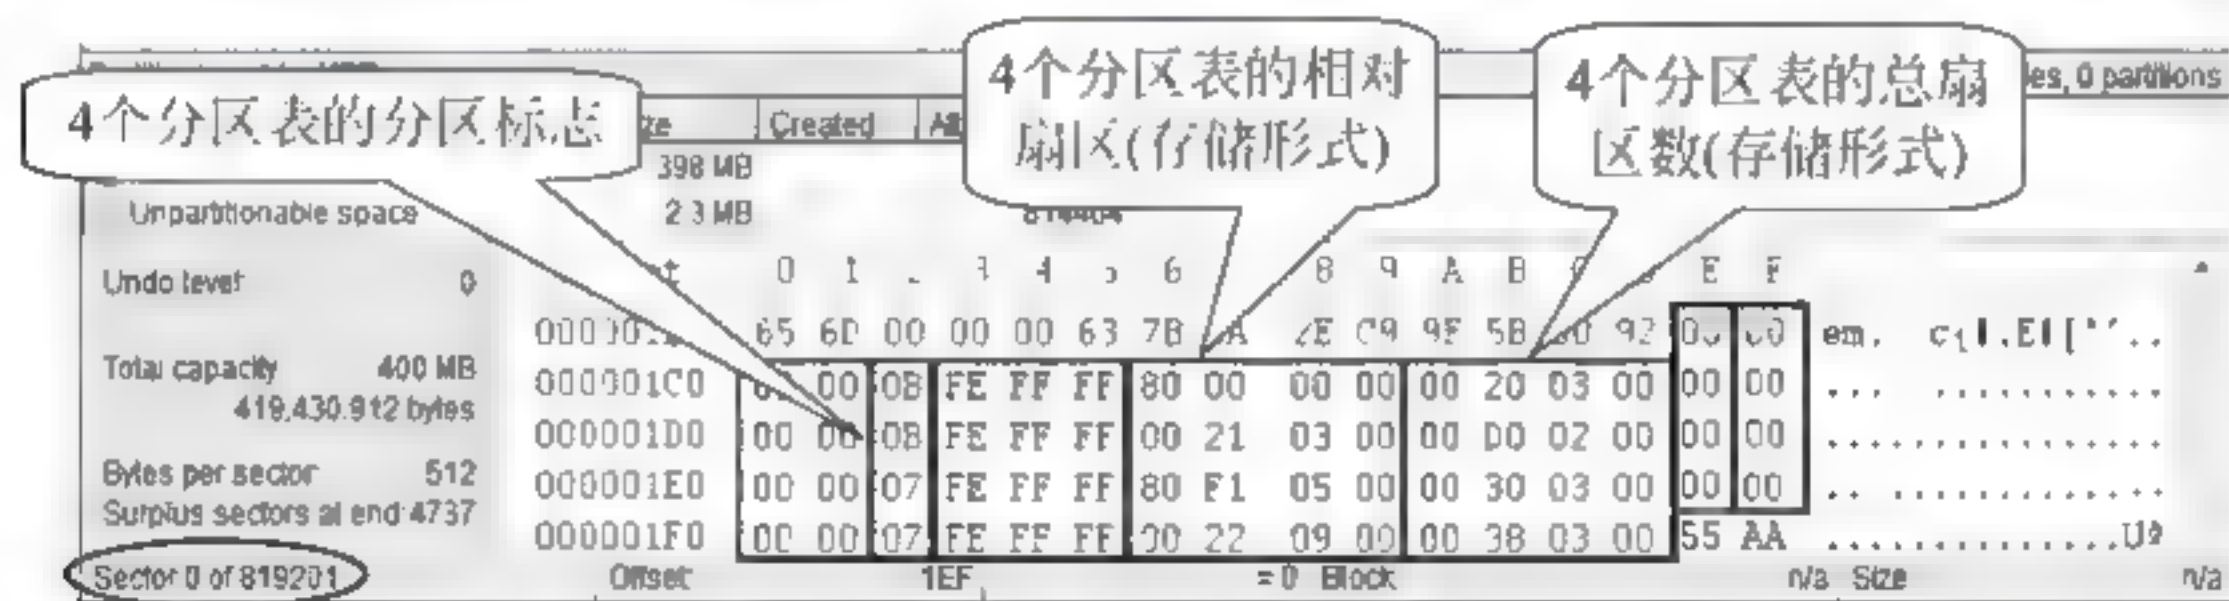 4个分区表的分区标志
4个分区表的相对
扇区(存储形式)
4个分区表的总扇
区数(存储形式)
es, 0 partitions
ze Created
398 MB
Unpartitionable space 2.3 MB
0 1 3 4 5 6 8 9 A B E F
Undo level 0
65 6D 00 00 00 63 7B 2E C9 9F 5B 92 00 00
Total capacity 400 MB
419,430,912 bytes
000001C0 00 08 FE FF FF 80 00 00 00 00 20 03 00 00 00
000001D0 00 00 08 FE FF FF 00 21 03 00 00 D0 02 00 00 00
Bytes per sector 512
000001E0 00 00 07 FE FF FF 80 F1 05 00 00 30 03 00 00 00
Surplus sectors at end 4737
000001F0 00 00 07 FE FF FF 00 22 09 00 00 38 03 00 55 AA
Sector 0 of 819201 Offset 1EF = 0 Block n/a Size n/a